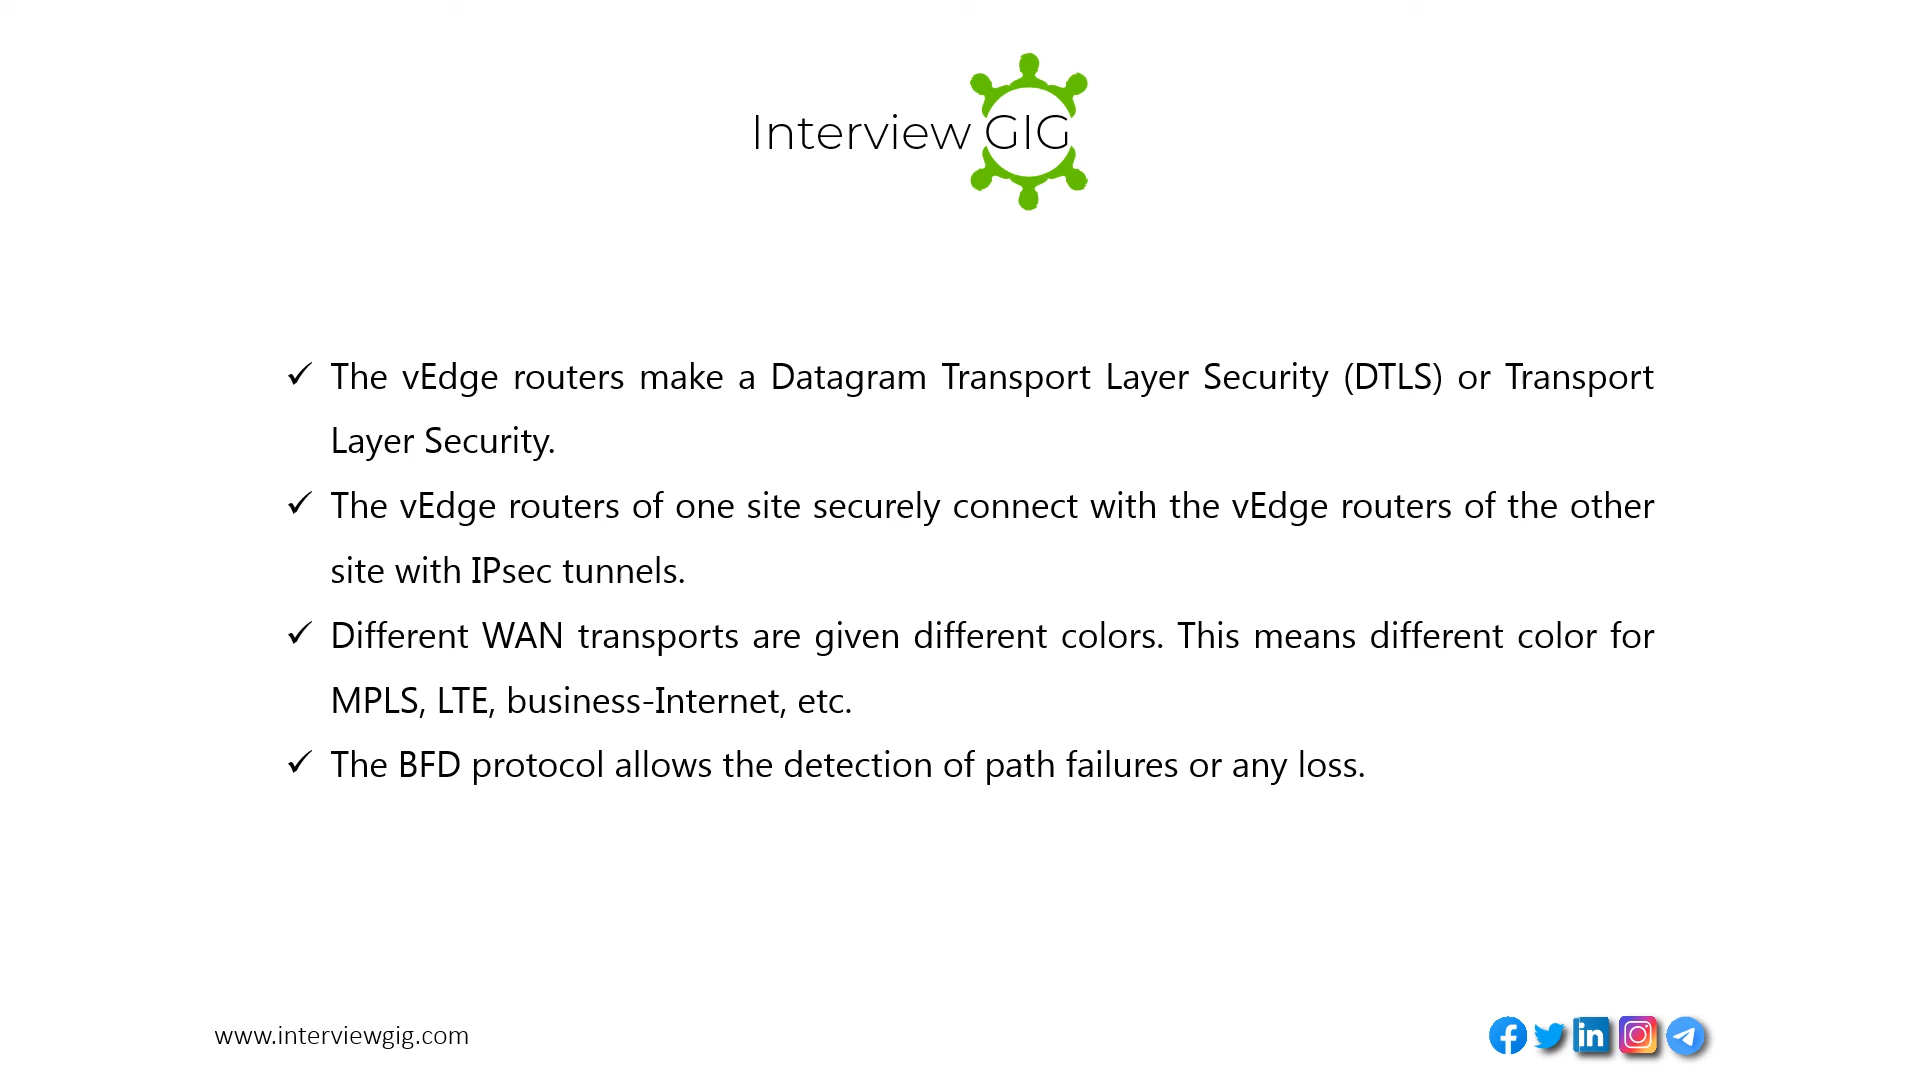 Interview GIG
✓ The vEdge routers make a Datagram Transport Layer Security (DTLS) or Transport
Layer Security.
✓ The vEdge routers of one site securely connect with the vEdge routers of the other
site with IPsec tunnels.
✓ Different WAN transports are given different colors. This means different color for
MPLS, LTE, business-Internet, etc.
✓ The BFD protocol allows the detection of path failures or any loss.
www.interviewgig.com